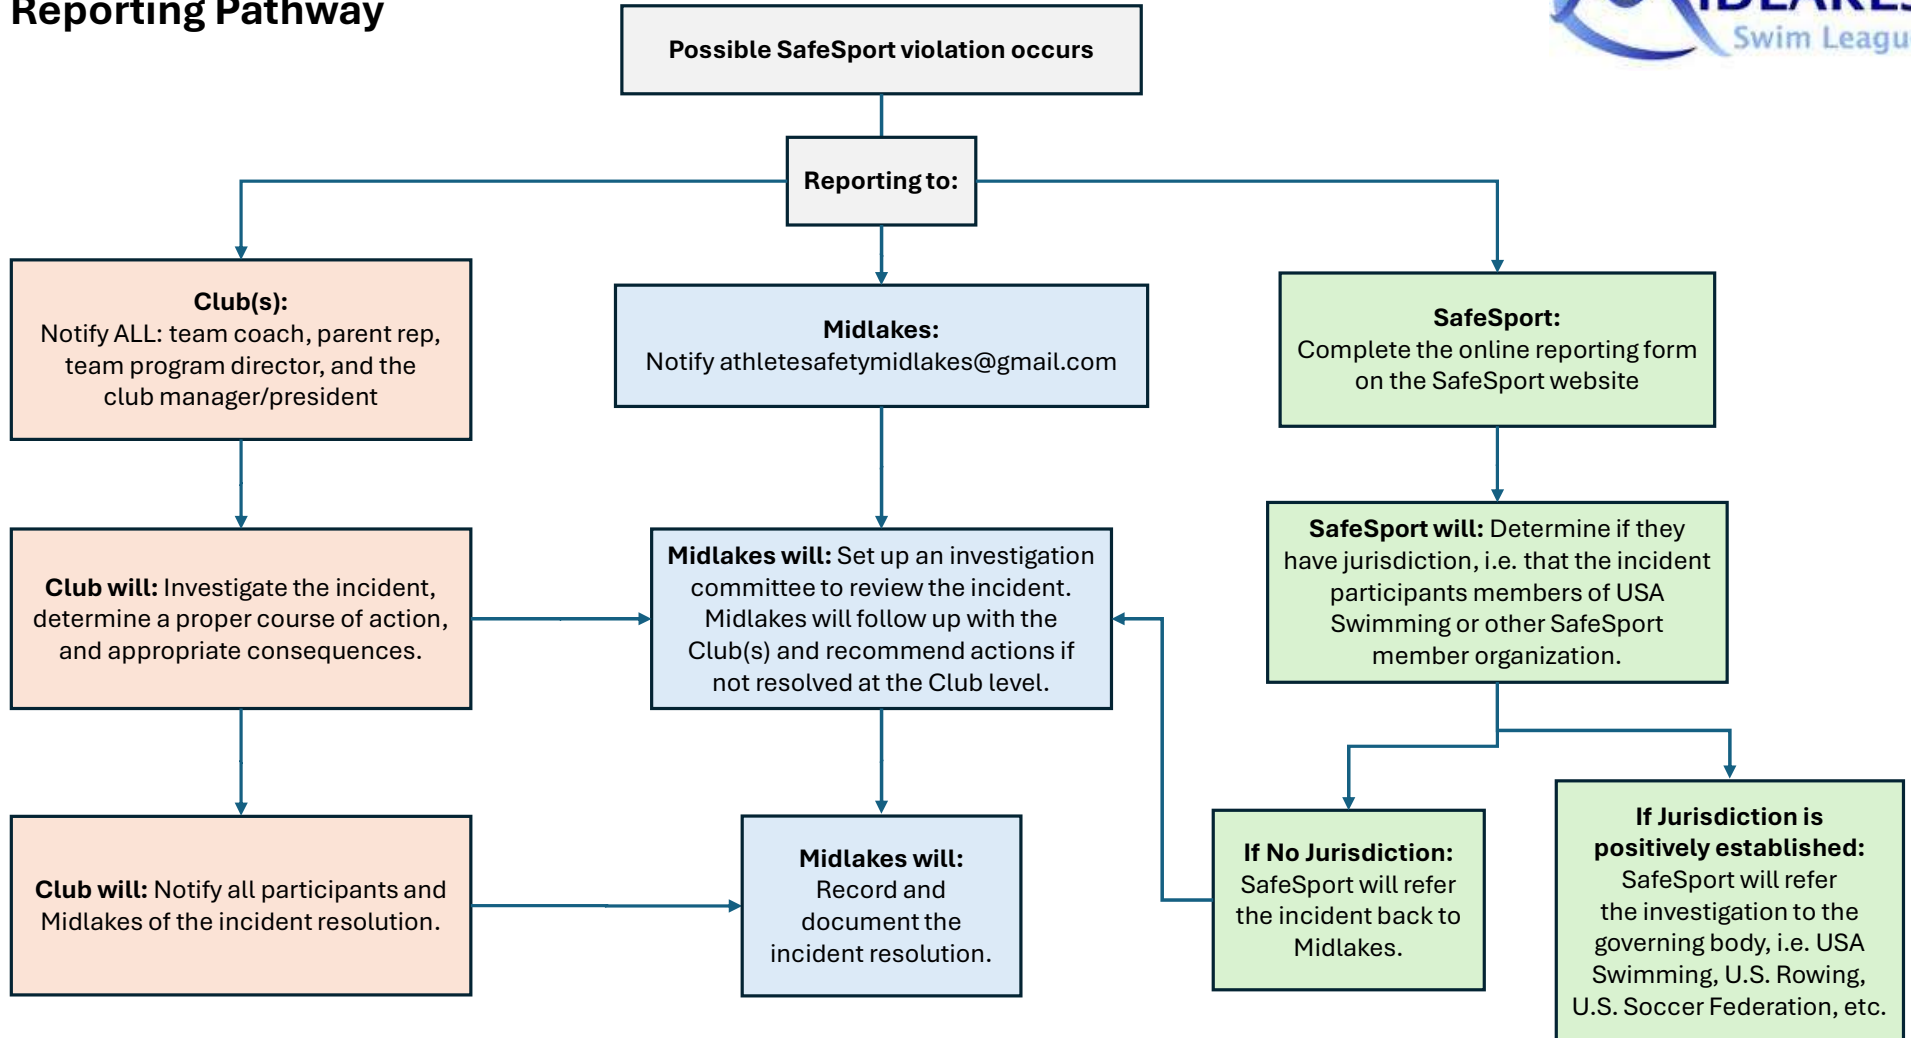 Reporting Pathway
Swim Leagu
Possible SafeSport violation occurs
Reporting to:
Club(s):
Notify ALL: team coach, parent rep,
team program director, and the
club manager/president
Midlakes:
Notify athletesafetymidlakes@gmail.com
SafeSport:
Complete the online reporting form
on the SafeSport website
Club will: Investigate the incident,
determine a proper course of action,
and appropriate consequences.
Midlakes will: Set up an investigation
committee to review the incident.
Midlakes will follow up with the
Club(s) and recommend actions if
not resolved at the Club level.
SafeSport will: Determine if they
have jurisdiction, i.e. that the incident
participants members of USA
Swimming or other SafeSport
member organization.
Club will: Notify all participants and
Midlakes of the incident resolution.
Midlakes will:
Record and
document the
incident resolution.
If No Jurisdiction:
SafeSport will refer
the incident back to
Midlakes.
If Jurisdiction is
positively established:
SafeSport will refer
the investigation to the
governing body, i.e. USA
Swimming, U.S. Rowing,
U.S. Soccer Federation, etc.